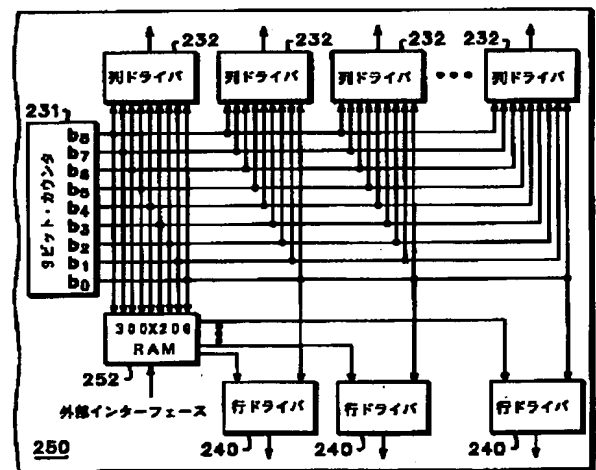 232
232
232
232
列ドライバ
列ドライバ
列ドライバ
列ドライバ
231
9ビット・カウンタ
b8
b7
b6
b5
b4
b3
b2
b1
b0
380X200
RAM
252
外部インターフェース
行ドライバ
行ドライバ
行ドライバ
250
240
240
240